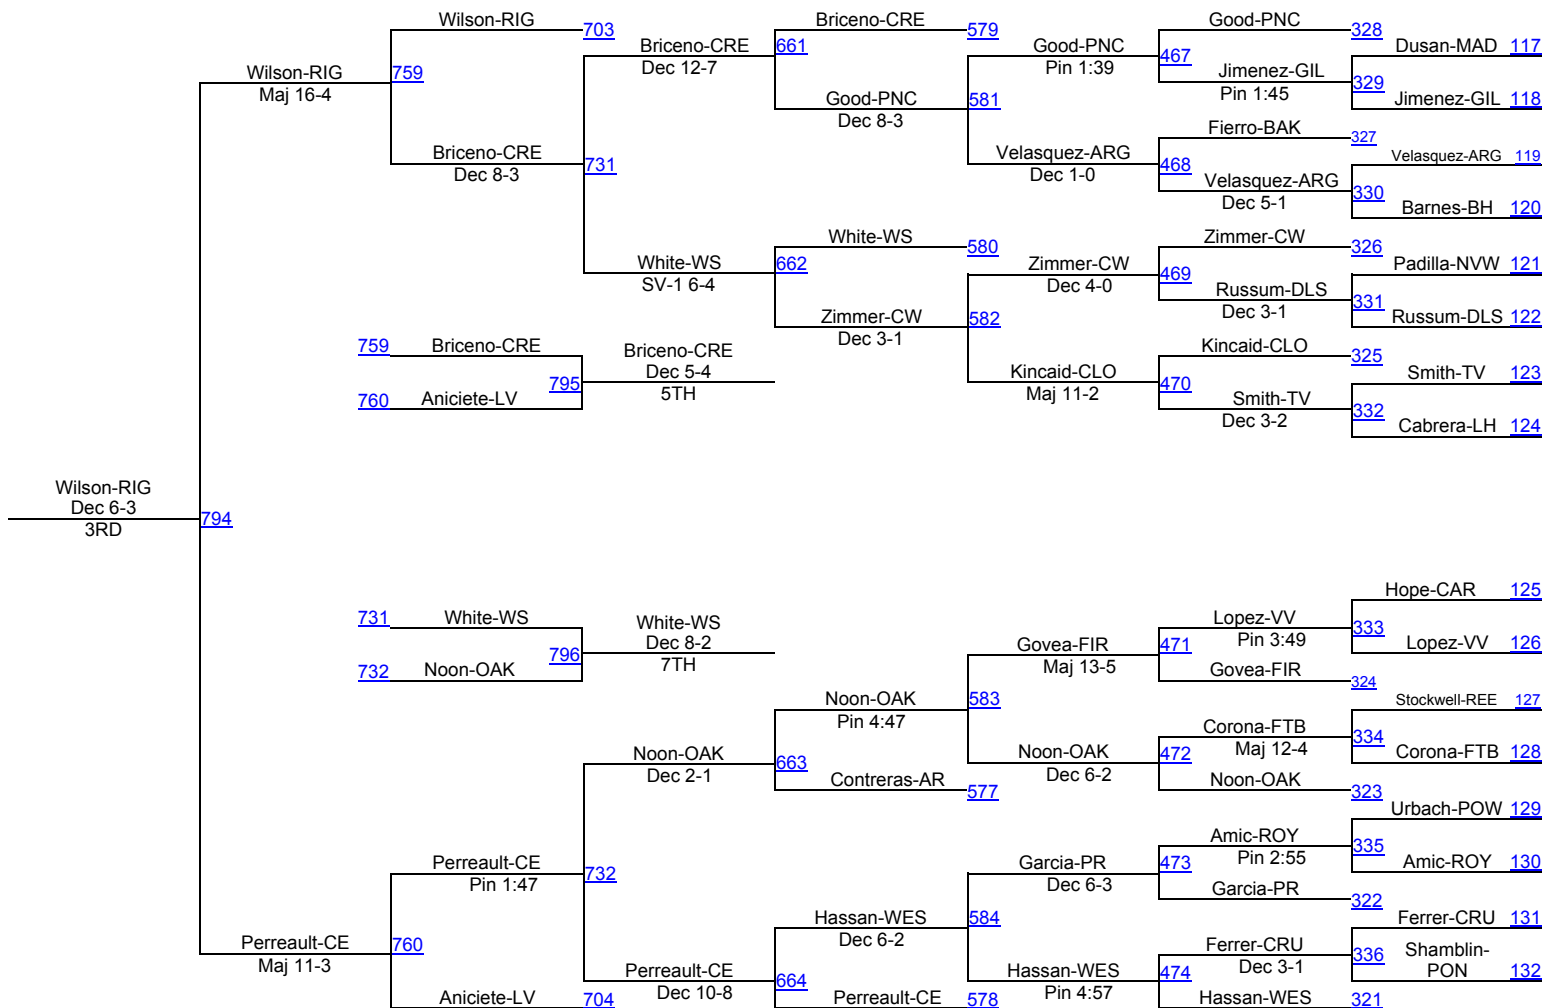 Wilson-RIG
703
Briceno-CRE
579
Good-PNC
328
Dusan-MAD 117
Briceno-CRE
Dec 12-7
661
Good-PNC
Pin 1:39
467
Wilson-RIG
Maj 16-4
759
Jimenez-GIL
Pin 1:45
329
Jimenez-GIL 118
Good-PNC
Dec 8-3
581
Fierro-BAK
327
Briceno-CRE
Dec 8-3
731
Velasquez-ARG
Dec 1-0
468
Velasquez-ARG 119
Velasquez-ARG
Dec 5-1
330
Barnes-BH 120
White-WS
580
Zimmer-CW
326
White-WS
SV-1 6-4
662
Zimmer-CW
Dec 4-0
469
Padilla-NVW 121
Russum-DLS
Dec 3-1
331
Russum-DLS 122
Zimmer-CW
Dec 3-1
582
759 Briceno-CRE
Briceno-CRE
Dec 5-4
5TH
795
760 Aniciete-LV
Kincaid-CLO
325
Kincaid-CLO
Maj 11-2
470
Smith-TV 123
Smith-TV
Dec 3-2
332
Cabrera-LH 124
Wilson-RIG
Dec 6-3
3RD
794
Hope-CAR 125
731 White-WS
White-WS
Dec 8-2
7TH
796
732 Noon-OAK
Lopez-VV
Pin 3:49
333
Lopez-VV 126
Govea-FIR
Maj 13-5
471
Govea-FIR
324
Noon-OAK
Pin 4:47
583
Stockwell-REE 127
Corona-FTB
Maj 12-4
334
Corona-FTB 128
Noon-OAK
Dec 2-1
663
Noon-OAK
Dec 6-2
472
Contreras-AR
577
Noon-OAK
323
Urbach-POW 129
Amic-ROY
Pin 2:55
335
Amic-ROY 130
Perreault-CE
Pin 1:47
732
Garcia-PR
Dec 6-3
473
Garcia-PR
322
Hassan-WES
Dec 6-2
584
Ferrer-CRU 131
Perreault-CE
Maj 11-3
760
Ferrer-CRU
Dec 3-1
336
Shamblin-
PON 132
Perreault-CE
Dec 10-8
664
Hassan-WES
Pin 4:57
474
Aniciete-LV
704
Perreault-CE
578
Hassan-WES
321